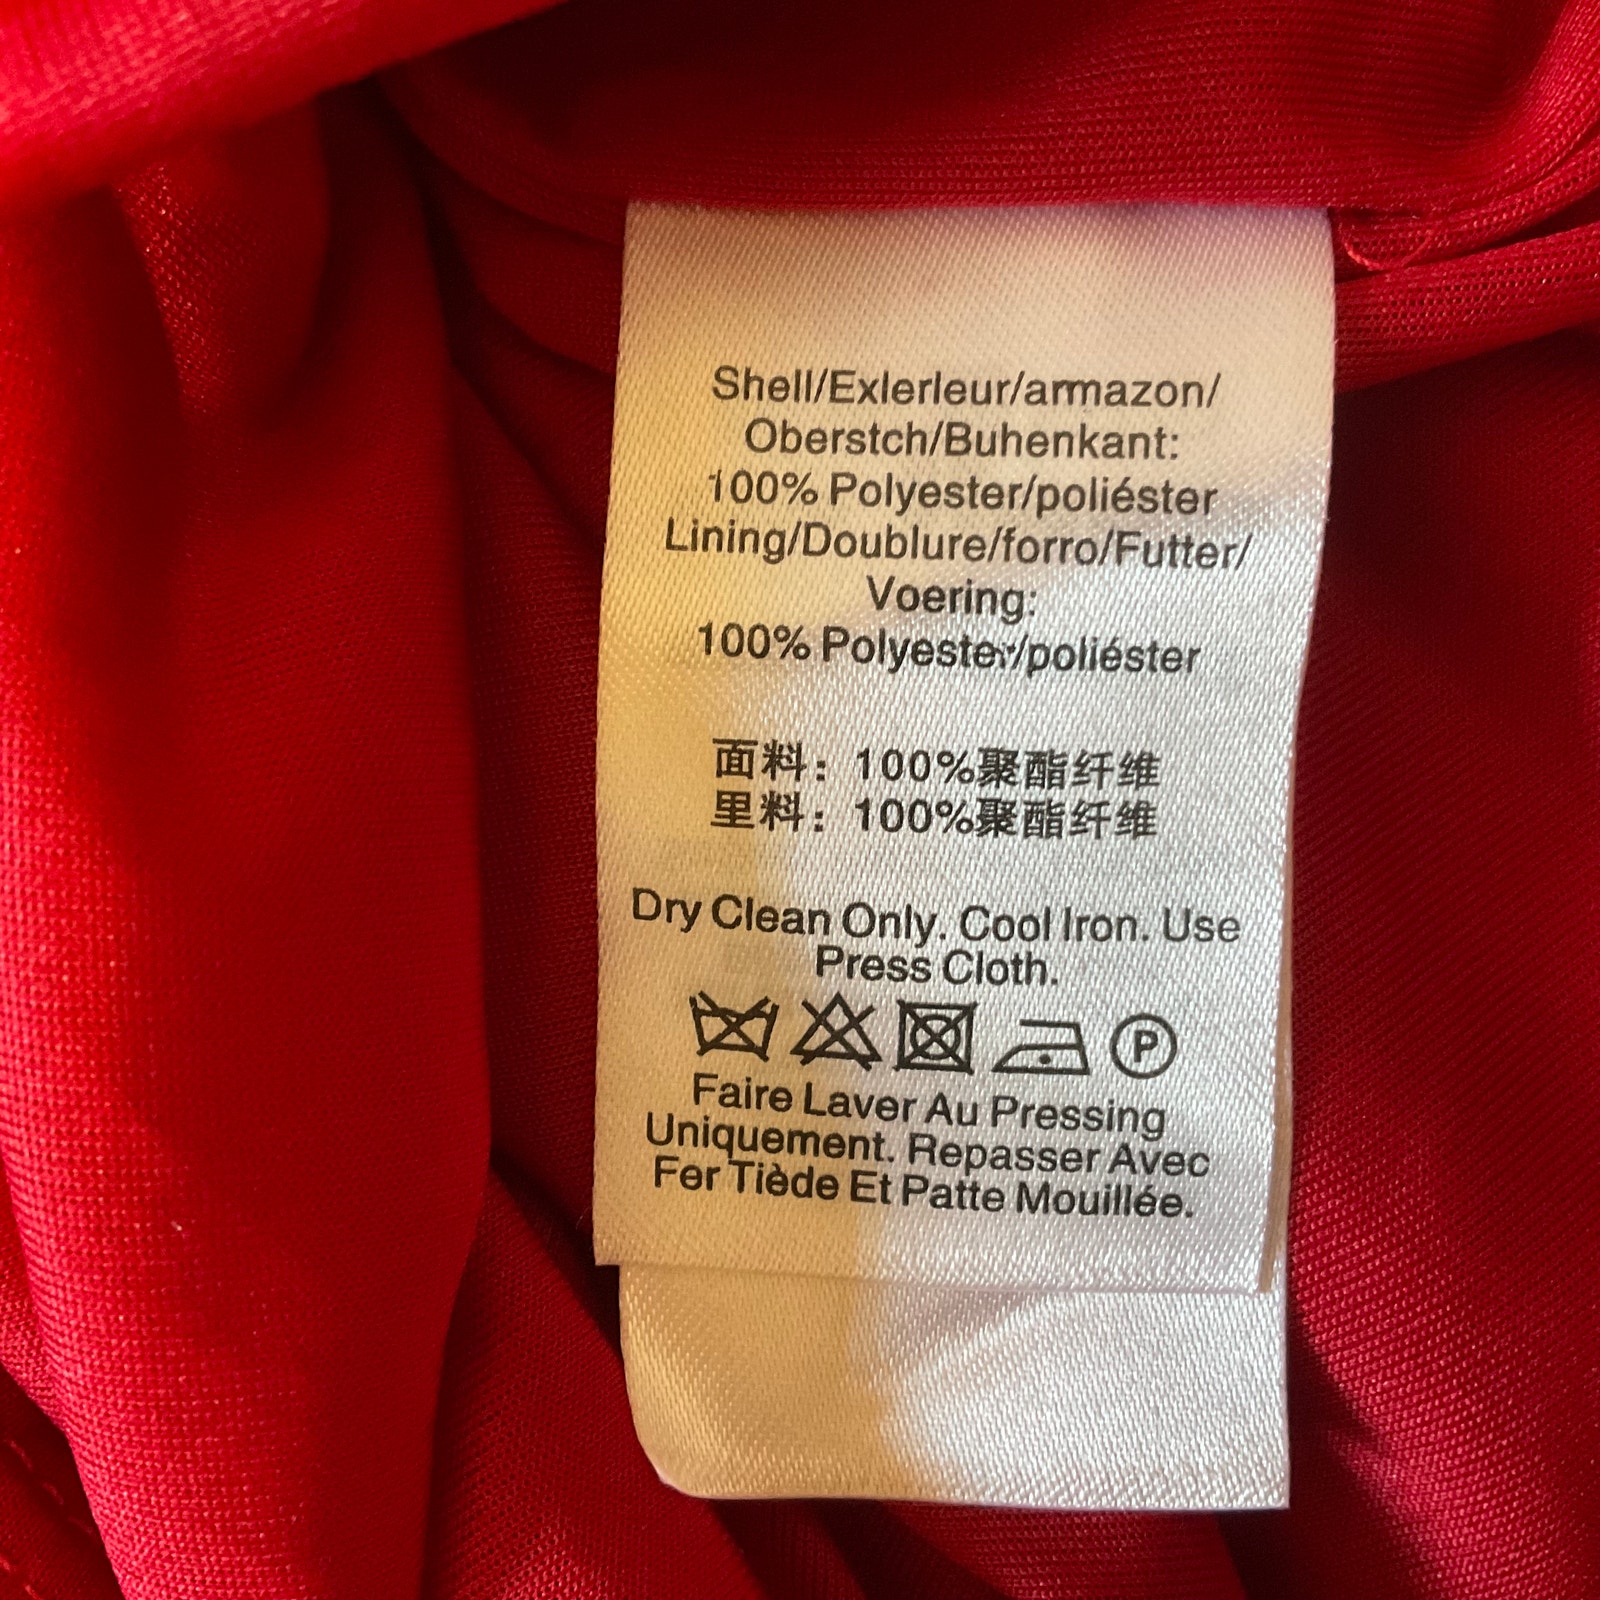 Shell/Exlerleur/armazon/
Oberstch/Buhenkant:
100% Polyester/poliéster
Lining/Doublure/forro/Futter/
Voering:
100% Polyester/poliéster
面料：100%聚酯纤维
里料：100%聚酯纤维
Dry Clean Only. Cool Iron. Use
Press Cloth.
P
Faire Laver Au Pressing
Uniquement. Repasser Avec
Fer Tiède Et Patte Mouillée.